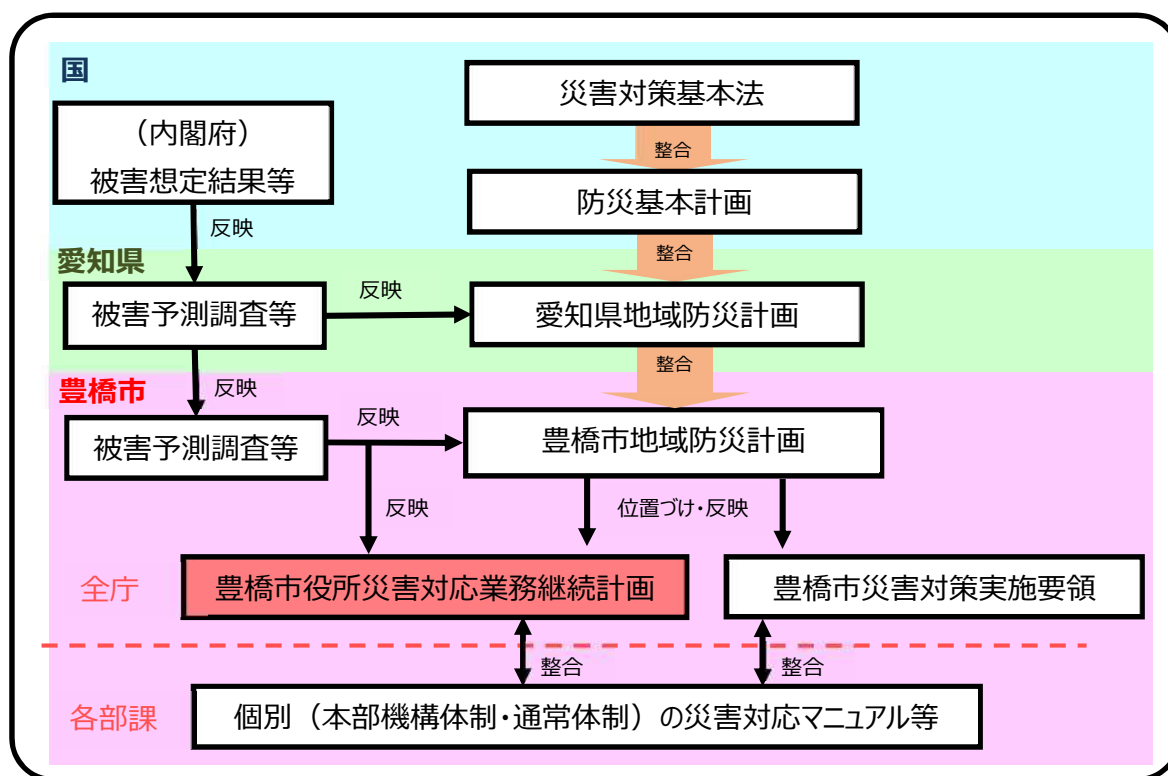 国
災害対策基本法
（内閣府）
被害想定結果等
整合
防災基本計画
反映
整合
愛知県
被害予測調査等
反映
愛知県地域防災計画
反映
整合
豊橋市
被害予測調査等
反映
豊橋市地域防災計画
反映
位置づけ・反映
全庁
豊橋市役所災害対応業務継続計画
豊橋市災害対策実施要領
整合
整合
各部課
個別（本部機構体制・通常体制）の災害対応マニュアル等